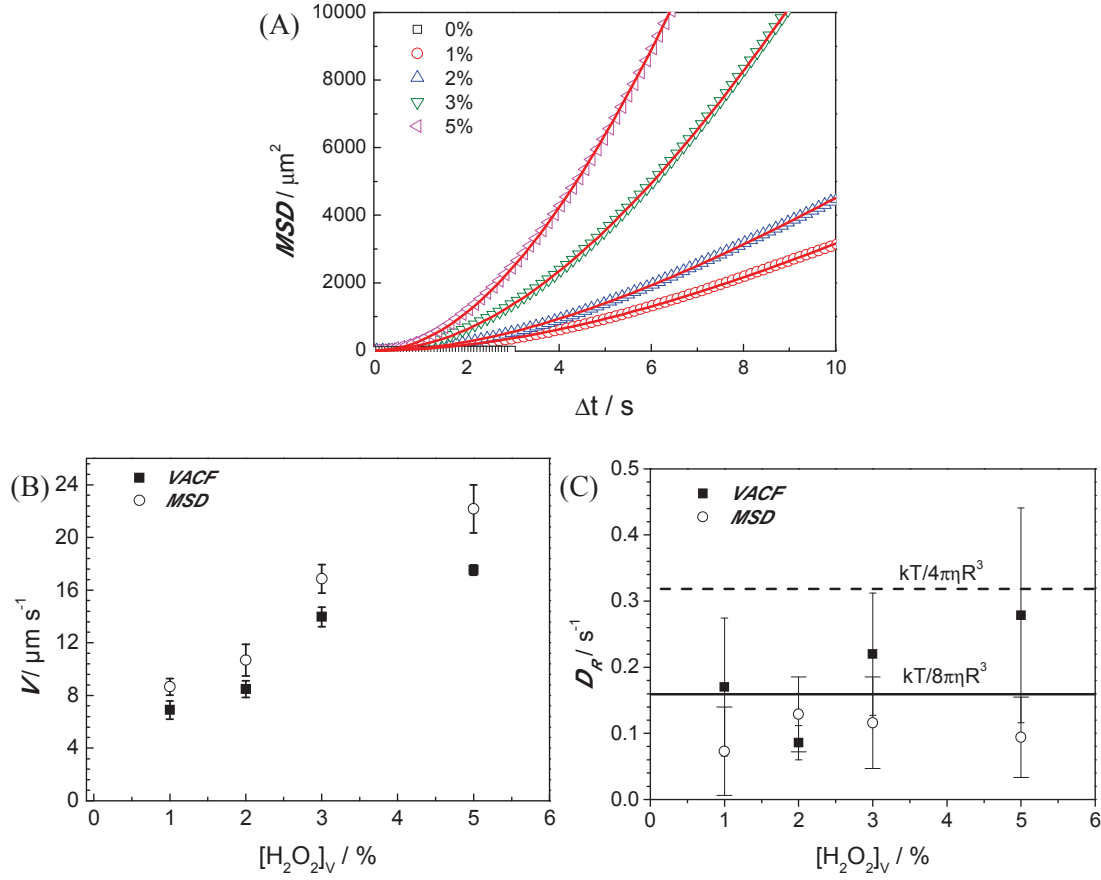 (A)
0%
1%
2%
3%
5%
MSD / μm²
10000
8000
6000
4000
2000
0
0 2 4 6 8 10
Δt / s
(B)
VACF
MSD
V / μm s⁻¹
24
20
16
12
8
4
0
0 1 2 3 4 5 6
[H₂O₂]ᵥ / %
(C)
VACF
MSD
D_R / s⁻¹
0.5
0.4
0.3
0.2
0.1
0.0
kT/4πηR³
kT/8πηR³
0 1 2 3 4 5 6
[H₂O₂]ᵥ / %